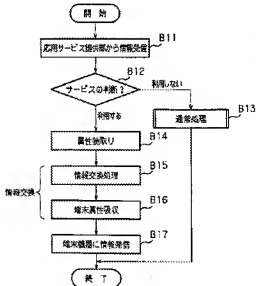 開始
B11
応用サービス提供部から情報受信
B12
サービスの判断?
利用しない
利用する
B13
通常処理
属性読取り
B14
情報交換
情報交換処理
B15
端末属性吸収
B16
端末機器に情報発信
B17
終了